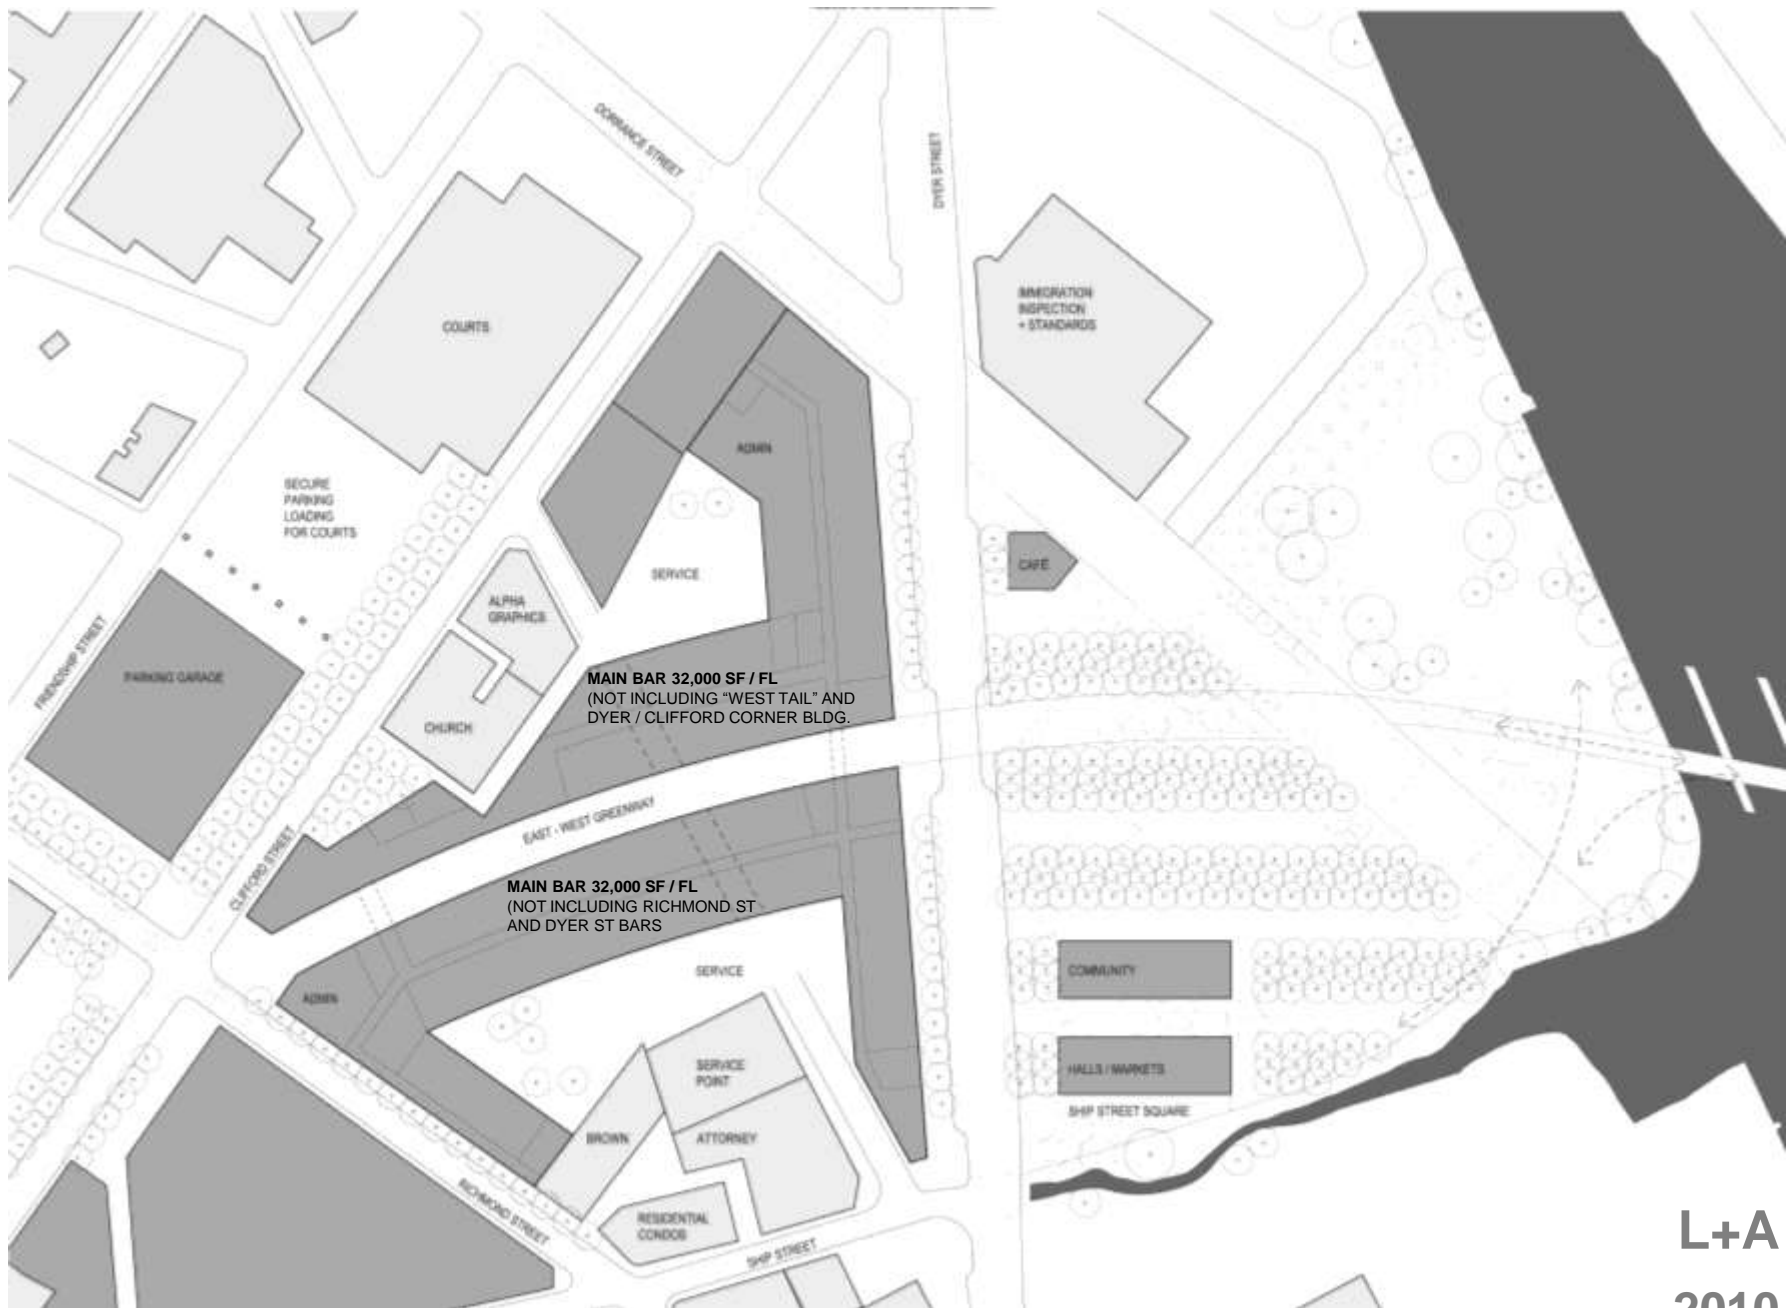 DORRANCE STREET
DYER STREET
IMMIGRATION
INSPECTION
+ STANDARDS
COURTS
ADMIN
SECURE
PARKING
LOADING
FOR COURTS
CAFÉ
SERVICE
ALPHA
GRAPHICS
FRIENDSHIP STREET
PARKING GARAGE
MAIN BAR 32,000 SF / FL
(NOT INCLUDING “WEST TAIL” AND
DYER / CLIFFORD CORNER BLDG.
CHURCH
EAST - WEST GREENWAY
CLIFFORD STREET
MAIN BAR 32,000 SF / FL
(NOT INCLUDING RICHMOND ST
AND DYER ST BARS
SERVICE
COMMUNITY
ADMIN
SERVICE
POINT
HALLS / MARKETS
SHIP STREET SQUARE
BROWN
ATTORNEY
RICHMOND STREET
RESIDENTIAL
CONDOS
SHIP STREET
L+A
2010